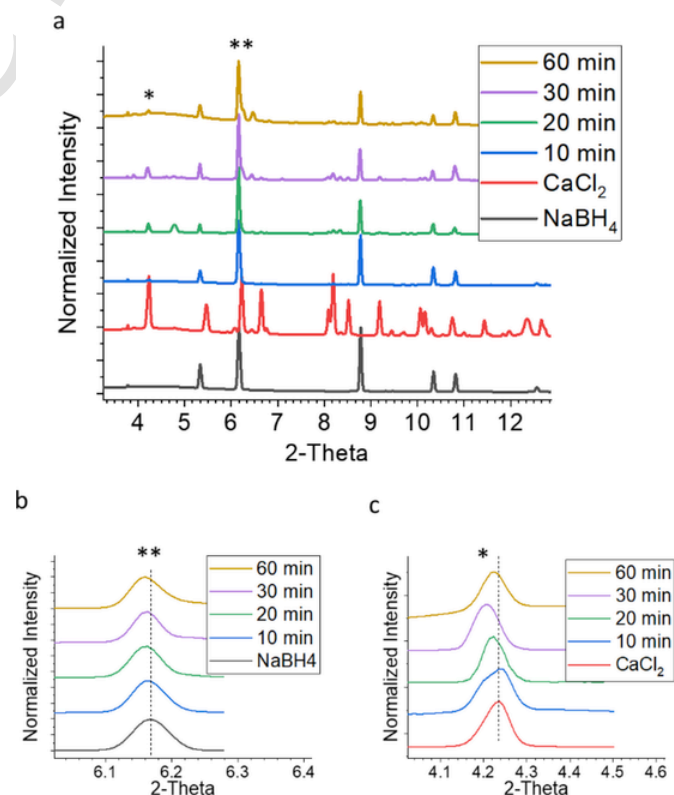 a
**
*
60 min
30 min
20 min
10 min
CaCl₂
NaBH₄
Normalized Intensity
4 5 6 7 8 9 10 11 12
2-Theta
b
**
60 min
30 min
20 min
10 min
NaBH4
Normalized Intensity
6.1 6.2 6.3 6.4
2-Theta
c
*
60 min
30 min
20 min
10 min
CaCl₂
Normalized Intensity
4.1 4.2 4.3 4.4 4.5 4.6
2-Theta